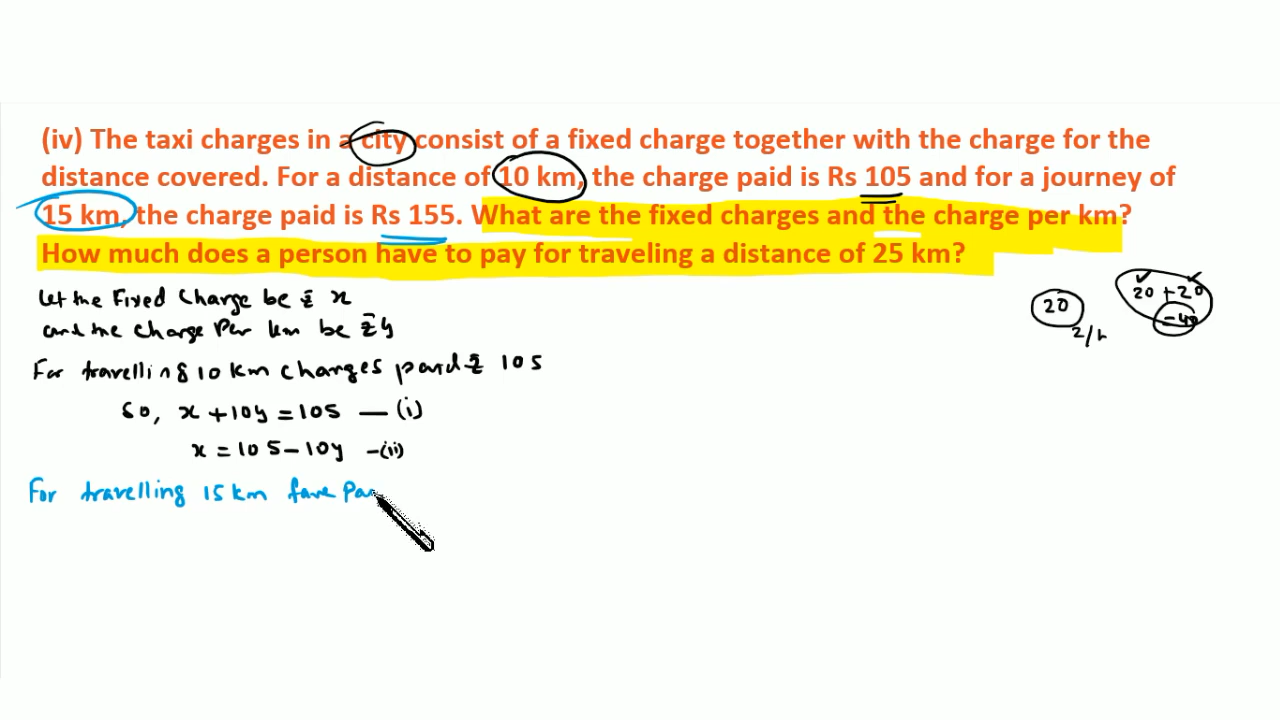 (iv) The taxi charges in a city consist of a fixed charge together with the charge for the
distance covered. For a distance of 10 km, the charge paid is Rs 105 and for a journey of
15 km, the charge paid is Rs 155. What are the fixed charges and the charge per km?
How much does a person have to pay for traveling a distance of 25 km?
Let the Fixed Charge be ₹ x
and the charge Per km be ₹ y
20
20 + 20
= 40
For travelling 10 km charges paid ₹ 105
So, x + 10y = 105 — (i)
x = 105 - 10y - (ii)
For travelling 15 km fare Pa